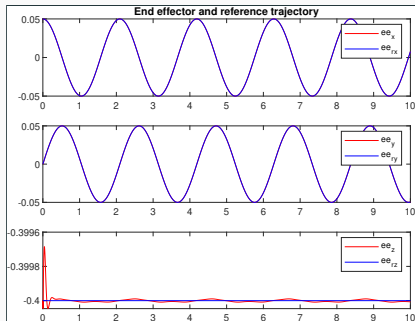 End effector and reference trajectory
0.05
0
-0.05
ee_x
ee_rx
0 1 2 3 4 5 6 7 8 9 10
0.05
0
-0.05
ee_y
ee_ry
0 1 2 3 4 5 6 7 8 9 10
-0.3996
-0.3998
-0.4
ee_z
ee_rz
0 1 2 3 4 5 6 7 8 9 10